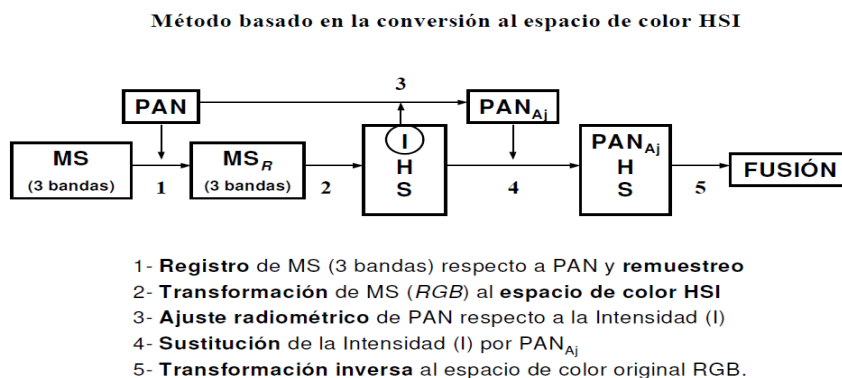 Método basado en la conversión al espacio de color HSI
3
PAN
PAN_Aj
MS
(3 bandas)
1
MS_R
(3 bandas)
2
I
H
S
4
PAN_Aj
H
S
5
FUSIÓN
1- Registro de MS (3 bandas) respecto a PAN y remuestreo
2- Transformación de MS (RGB) al espacio de color HSI
3- Ajuste radiométrico de PAN respecto a la Intensidad (I)
4- Sustitución de la Intensidad (I) por PAN_Aj
5- Transformación inversa al espacio de color original RGB.